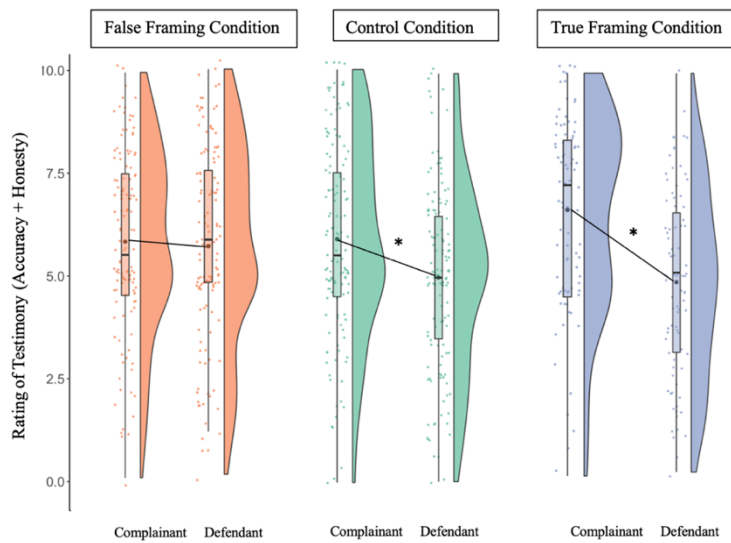 False Framing Condition
Control Condition
True Framing Condition
Rating of Testimony (Accuracy + Honesty)
10.0
7.5
5.0
2.5
0.0
*
*
Complainant Defendant
Complainant Defendant
Complainant Defendant